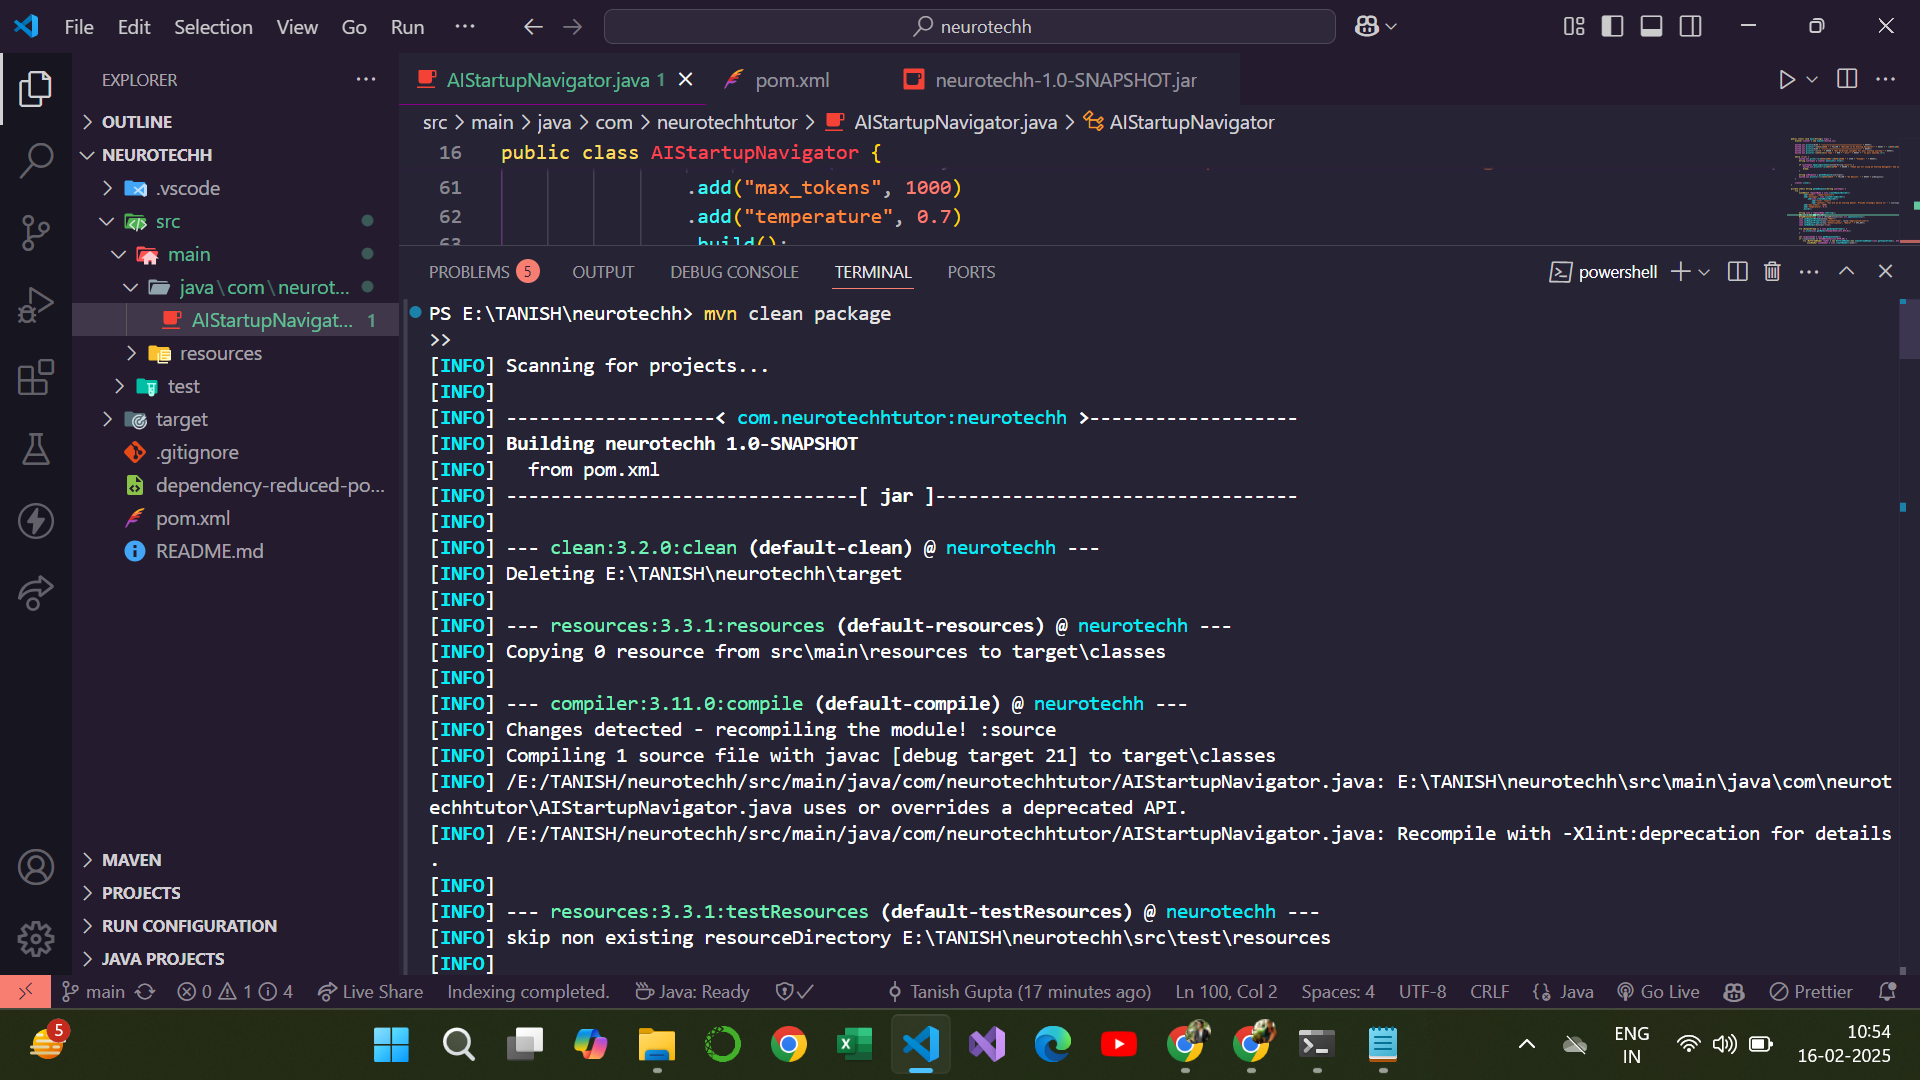 File Edit Selection View Go Run ··· neurotechh
EXPLORER ···
OUTLINE
NEUROTECHH
.vscode
src
main
java\com\neurot...
AIStartupNavigat... 1
resources
test
target
.gitignore
dependency-reduced-po...
pom.xml
README.md
MAVEN
PROJECTS
RUN CONFIGURATION
JAVA PROJECTS
AIStartupNavigator.java 1 pom.xml neurotechh-1.0-SNAPSHOT.jar
src > main > java > com > neurotechhtutor > AIStartupNavigator.java > AIStartupNavigator
16 public class AIStartupNavigator {
61 .add("max_tokens", 1000)
62 .add("temperature", 0.7)
63 .build();
PROBLEMS 5 OUTPUT DEBUG CONSOLE TERMINAL PORTS powershell
PS E:\TANISH\neurotechh> mvn clean package
>>
[INFO] Scanning for projects...
[INFO]
[INFO] -------------------< com.neurotechhtutor:neurotechh >-------------------
[INFO] Building neurotechh 1.0-SNAPSHOT
[INFO]   from pom.xml
[INFO] --------------------------------[ jar ]---------------------------------
[INFO]
[INFO] --- clean:3.2.0:clean (default-clean) @ neurotechh ---
[INFO] Deleting E:\TANISH\neurotechh\target
[INFO]
[INFO] --- resources:3.3.1:resources (default-resources) @ neurotechh ---
[INFO] Copying 0 resource from src\main\resources to target\classes
[INFO]
[INFO] --- compiler:3.11.0:compile (default-compile) @ neurotechh ---
[INFO] Changes detected - recompiling the module! :source
[INFO] Compiling 1 source file with javac [debug target 21] to target\classes
[INFO] /E:/TANISH/neurotechh/src/main/java/com/neurotechhtutor/AIStartupNavigator.java: E:\TANISH\neurotechh\src\main\java\com\neurot
echhtutor\AIStartupNavigator.java uses or overrides a deprecated API.
[INFO] /E:/TANISH/neurotechh/src/main/java/com/neurotechhtutor/AIStartupNavigator.java: Recompile with -Xlint:deprecation for details
.
[INFO]
[INFO] --- resources:3.3.1:testResources (default-testResources) @ neurotechh ---
[INFO] skip non existing resourceDirectory E:\TANISH\neurotechh\src\test\resources
[INFO]
main 0 1 4 Live Share Indexing completed. Java: Ready Tanish Gupta (17 minutes ago) Ln 100, Col 2 Spaces: 4 UTF-8 CRLF Java Go Live Prettier
5
ENG
IN
10:54
16-02-2025